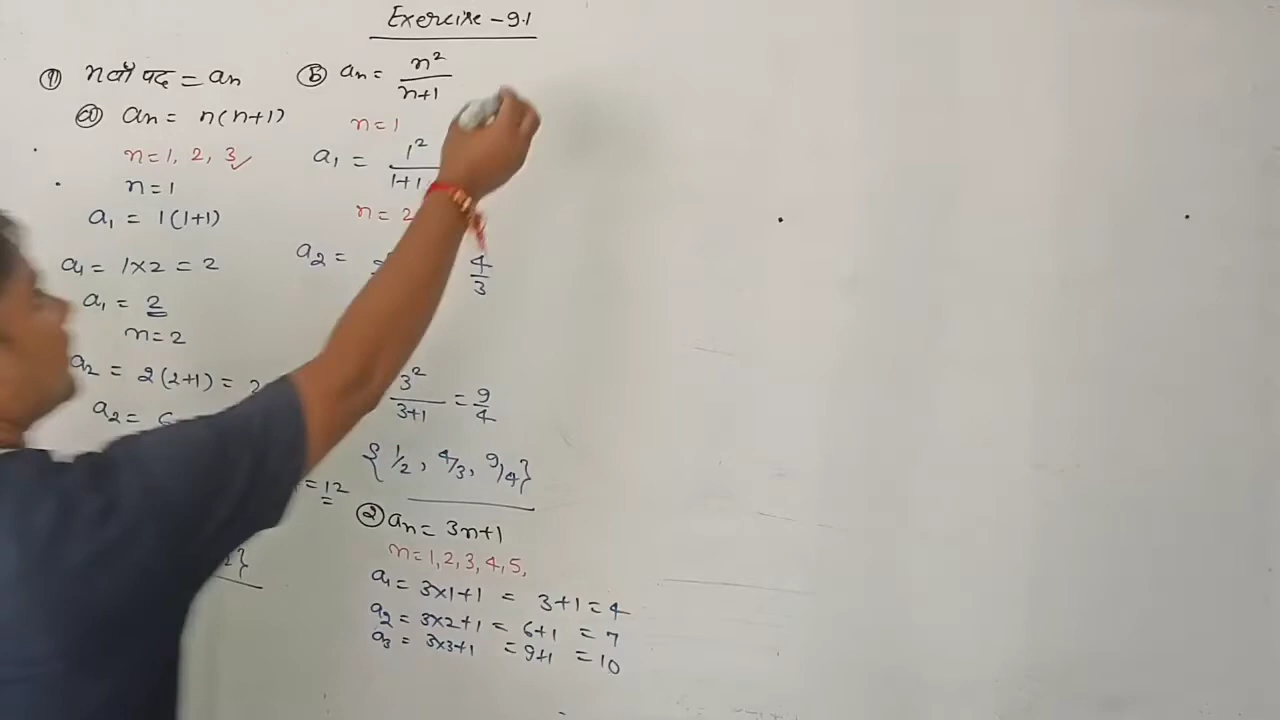 Exercise - 9.1
① nवाँ पद = an
ⓐ an = n(n+1)
n=1, 2, 3✓
n=1
a1 = 1(1+1)
a1 = 1×2 = 2
a1 = 2
n=2
a2 = 2(2+1) =
a2 =
= 12
}
ⓑ an = n²/n+1
n=1
a1 = 1²/1+1
n = 2
a2 = 4/3
3²/3+1 = 9/4
{1/2, 4/3, 9/4}
② an = 3n+1
n=1,2,3,4,5,
a1 = 3×1+1 = 3+1 = 4
a2 = 3×2+1 = 6+1 = 7
a3 = 3×3+1 = 9+1 = 10